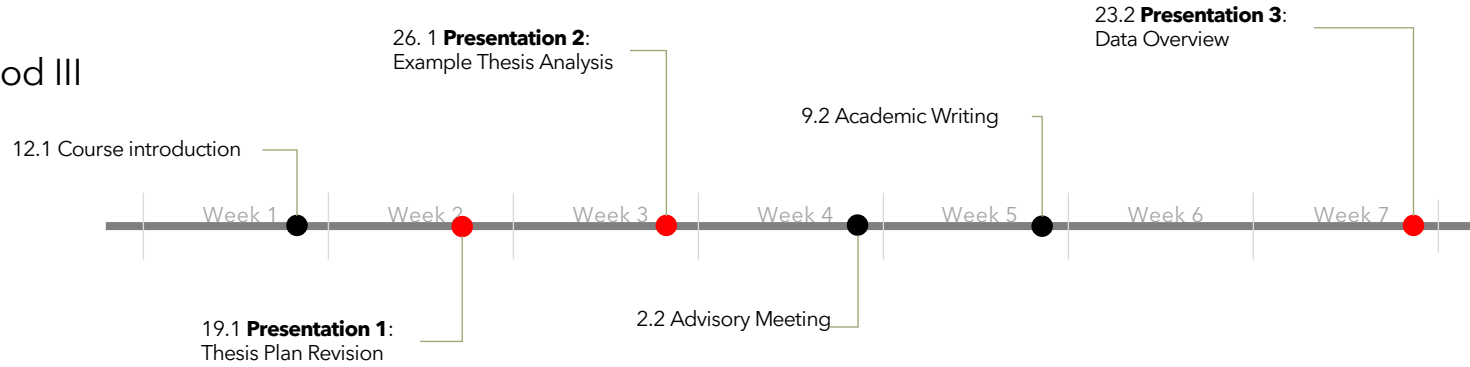 23.2 Presentation 3:
Data Overview
26. 1 Presentation 2:
Example Thesis Analysis
od III
9.2 Academic Writing
12.1 Course introduction
Week 1 Week 2 Week 3 Week 4 Week 5 Week 6 Week 7
2.2 Advisory Meeting
19.1 Presentation 1:
Thesis Plan Revision